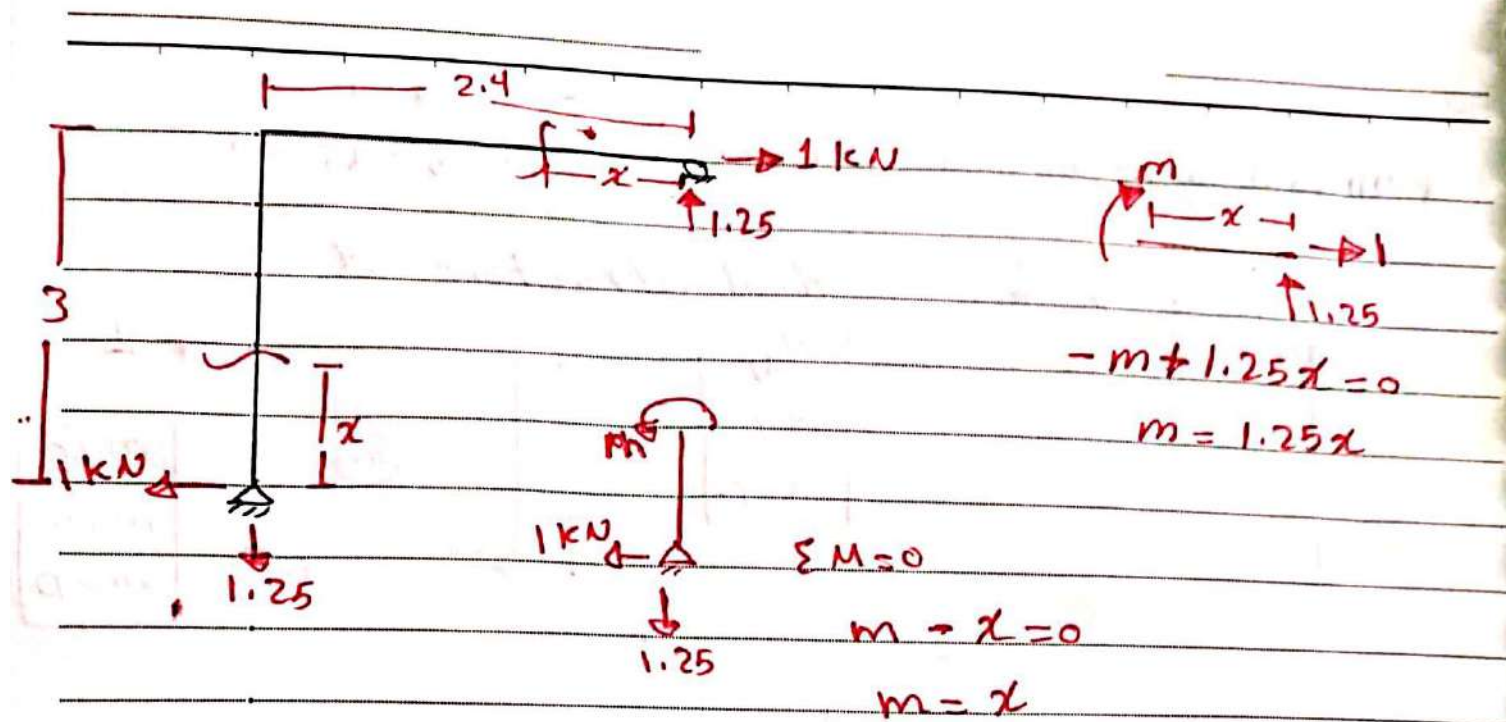 2.4
x
1 kN
1.25
m
x
1
1.25
-m + 1.25x = 0
m = 1.25x
3
x
1 kN
1.25
m
1 kN
1.25
ΣM = 0
m - x = 0
m = x